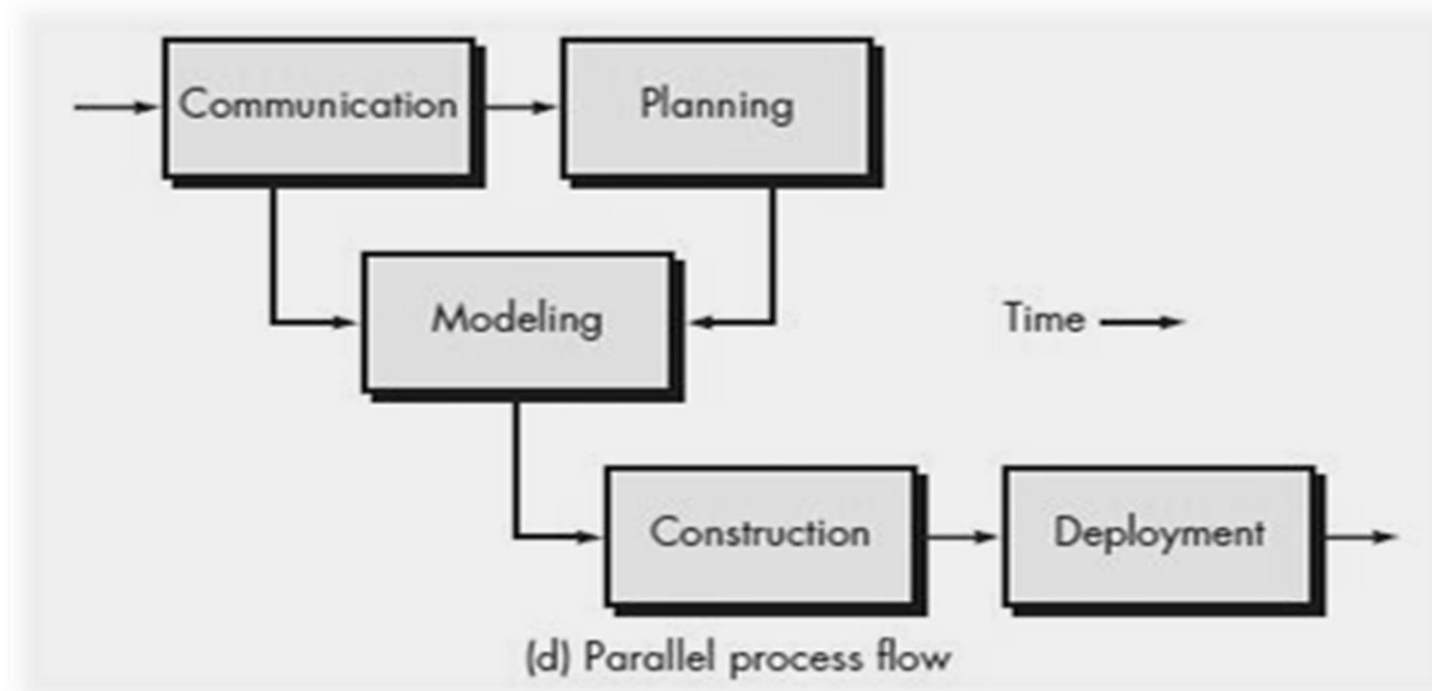 Communication
Planning
Modeling
Time
Construction
Deployment
(d) Parallel process flow